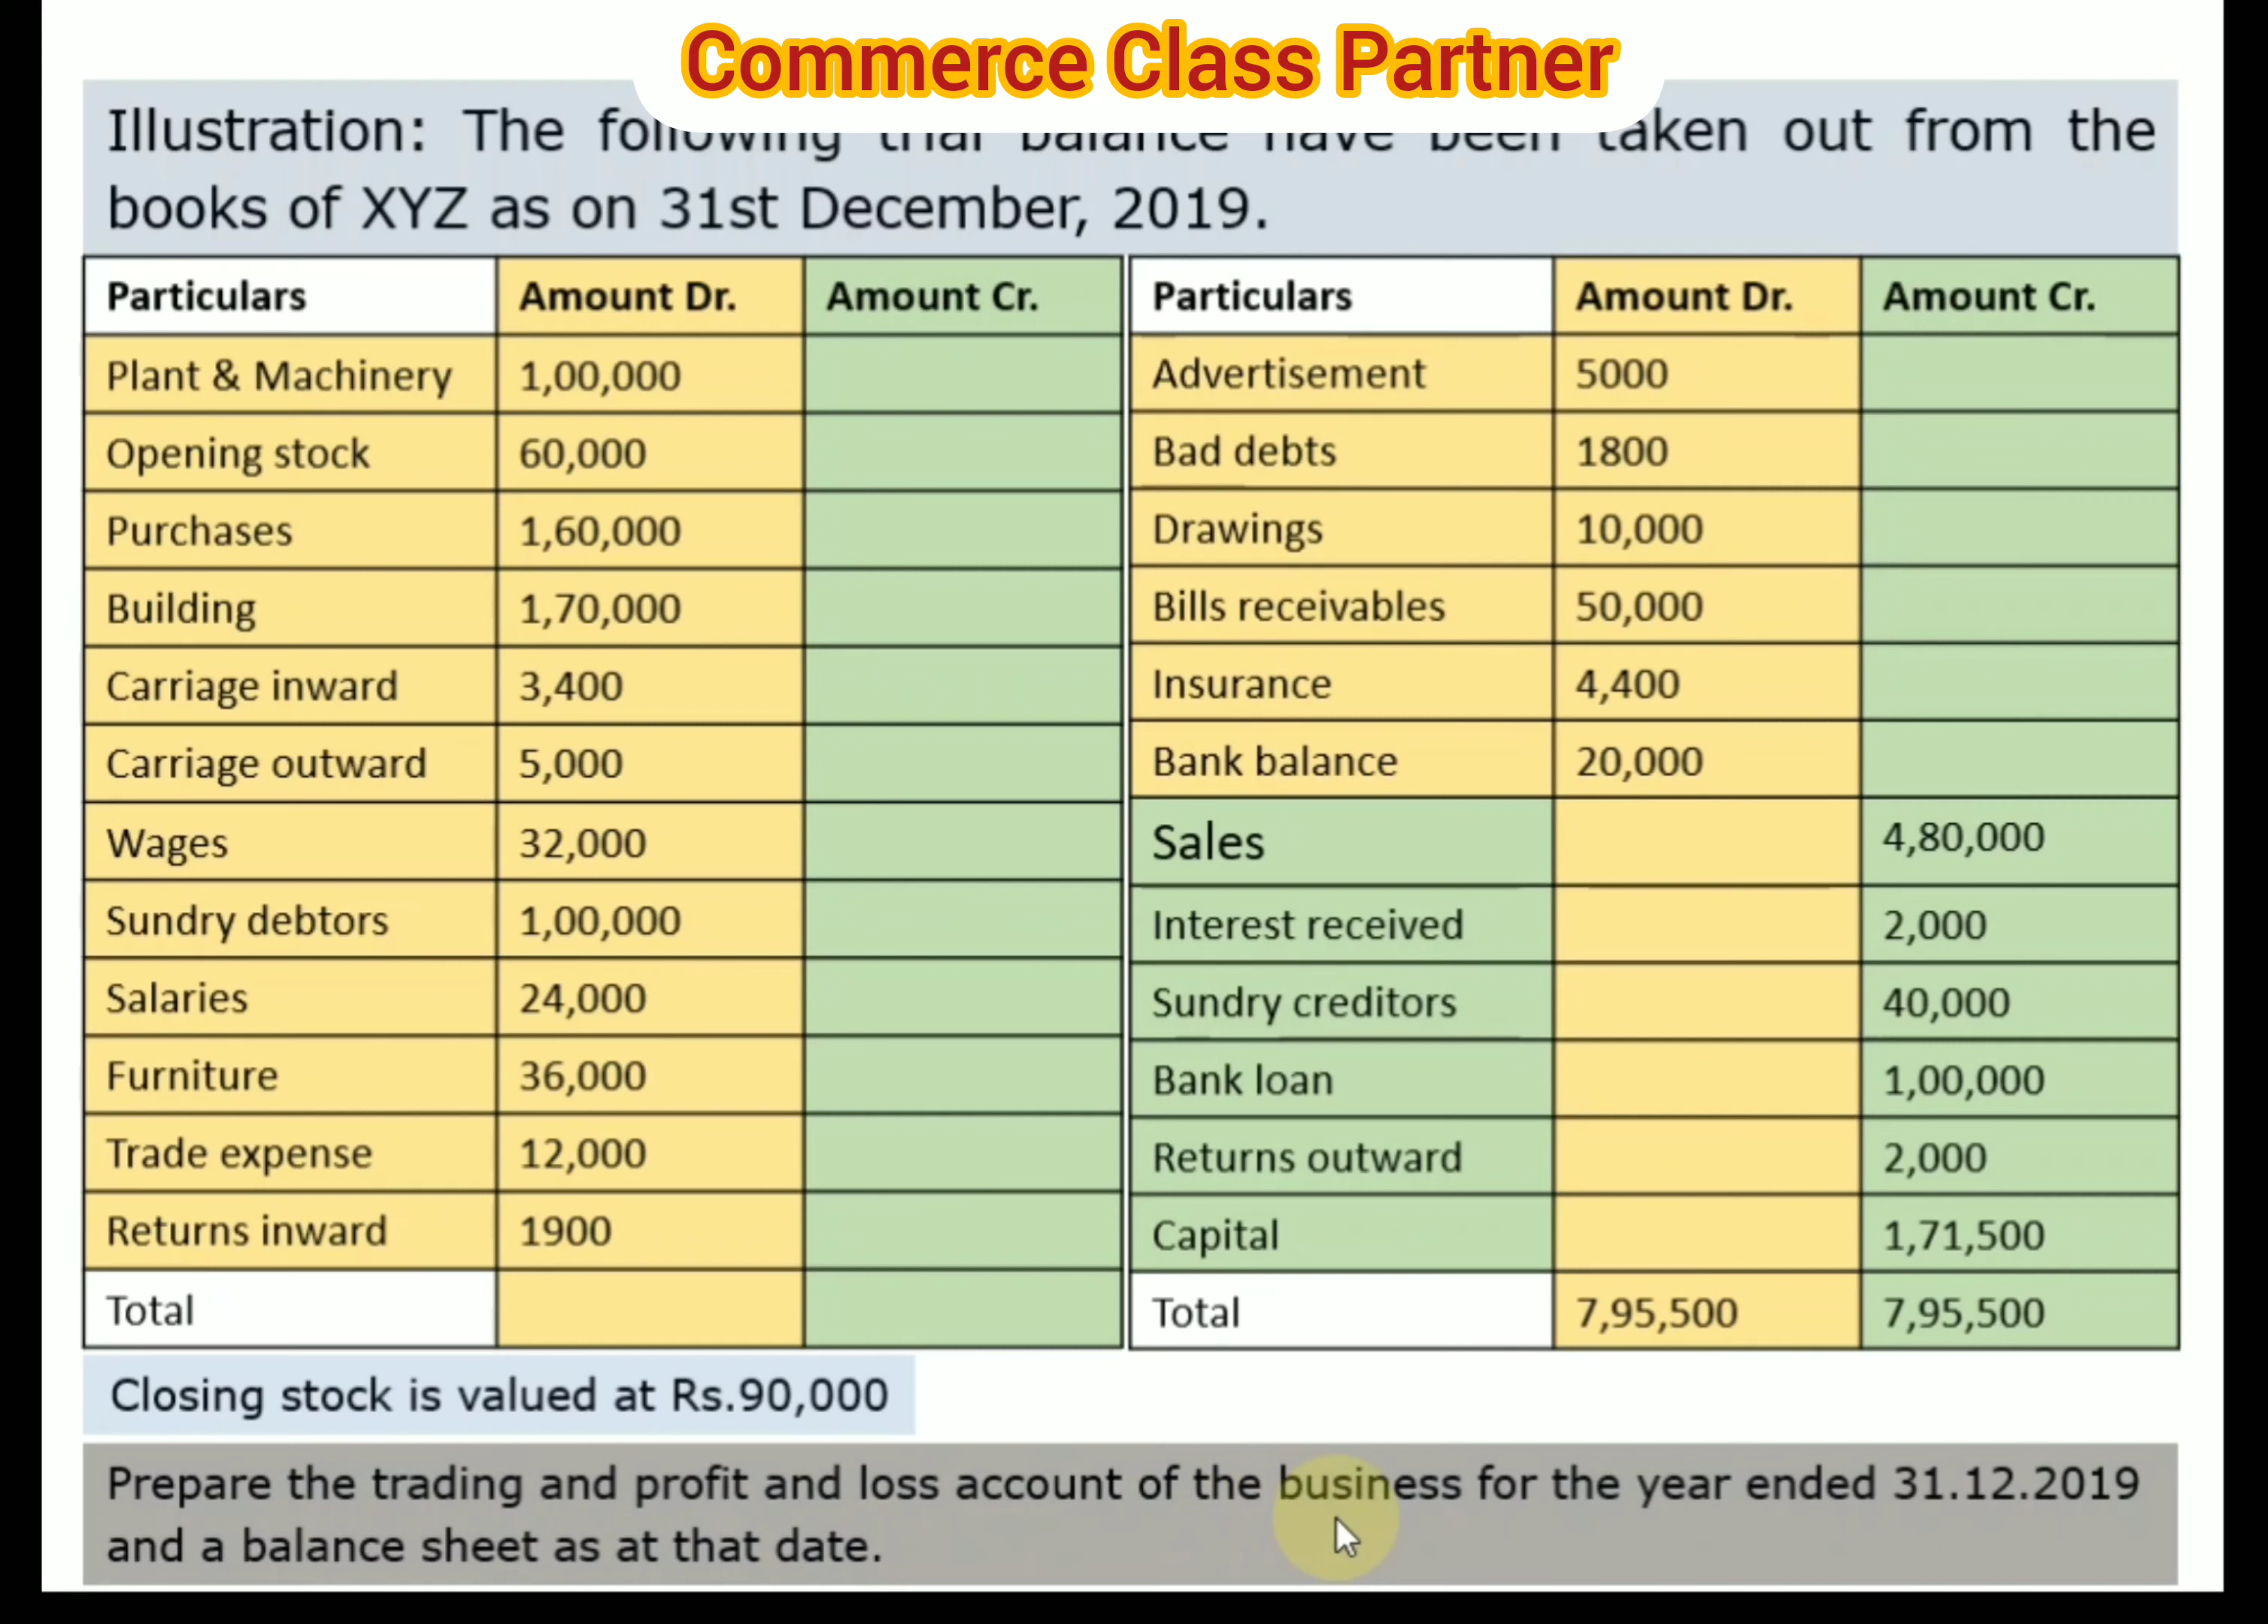 Commerce Class Partner
Illustration: The following trial balance have been taken out from the
books of XYZ as on 31st December, 2019.
Particulars Amount Dr. Amount Cr. Particulars Amount Dr. Amount Cr.
Plant & Machinery 1,00,000 Advertisement 5000
Opening stock 60,000 Bad debts 1800
Purchases 1,60,000 Drawings 10,000
Building 1,70,000 Bills receivables 50,000
Carriage inward 3,400 Insurance 4,400
Carriage outward 5,000 Bank balance 20,000
Wages 32,000 Sales 4,80,000
Sundry debtors 1,00,000 Interest received 2,000
Salaries 24,000 Sundry creditors 40,000
Furniture 36,000 Bank loan 1,00,000
Trade expense 12,000 Returns outward 2,000
Returns inward 1900 Capital 1,71,500
Total Total 7,95,500 7,95,500
Closing stock is valued at Rs.90,000
Prepare the trading and profit and loss account of the business for the year ended 31.12.2019
and a balance sheet as at that date.